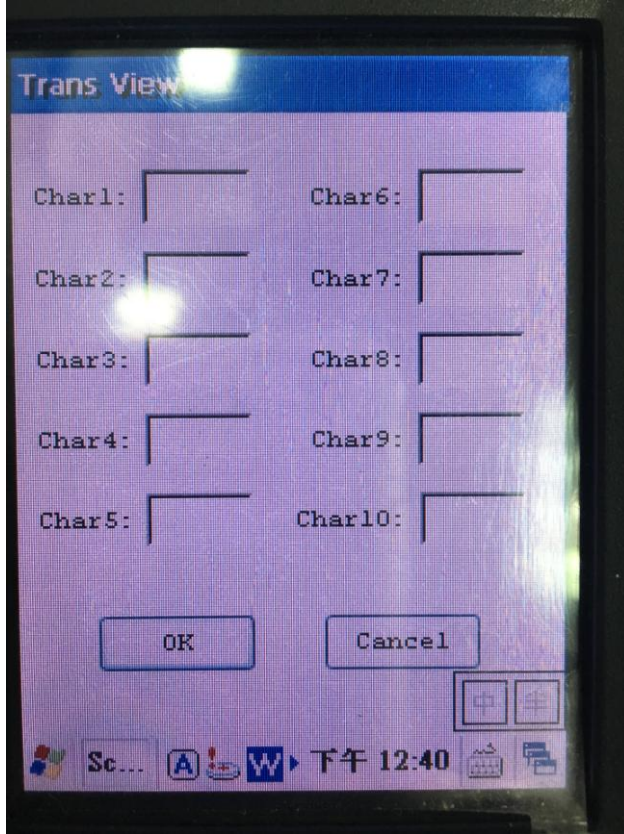 Trans View
Char1: Char6:
Char2: Char7:
Char3: Char8:
Char4: Char9:
Char5: Char10:
OK Cancel
中 半
Sc... A W 下午 12:40